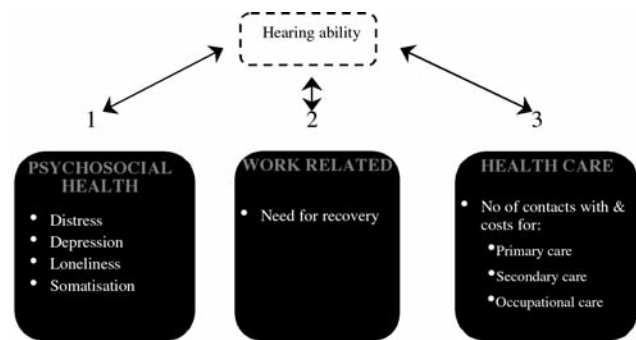 Hearing ability
1
2
3
PSYCHOSOCIAL
HEALTH
• Distress
• Depression
• Loneliness
• Somatisation
WORK RELATED
• Need for recovery
HEALTH CARE
• No of contacts with &
costs for:
•Primary care
•Secondary care
•Occupational care